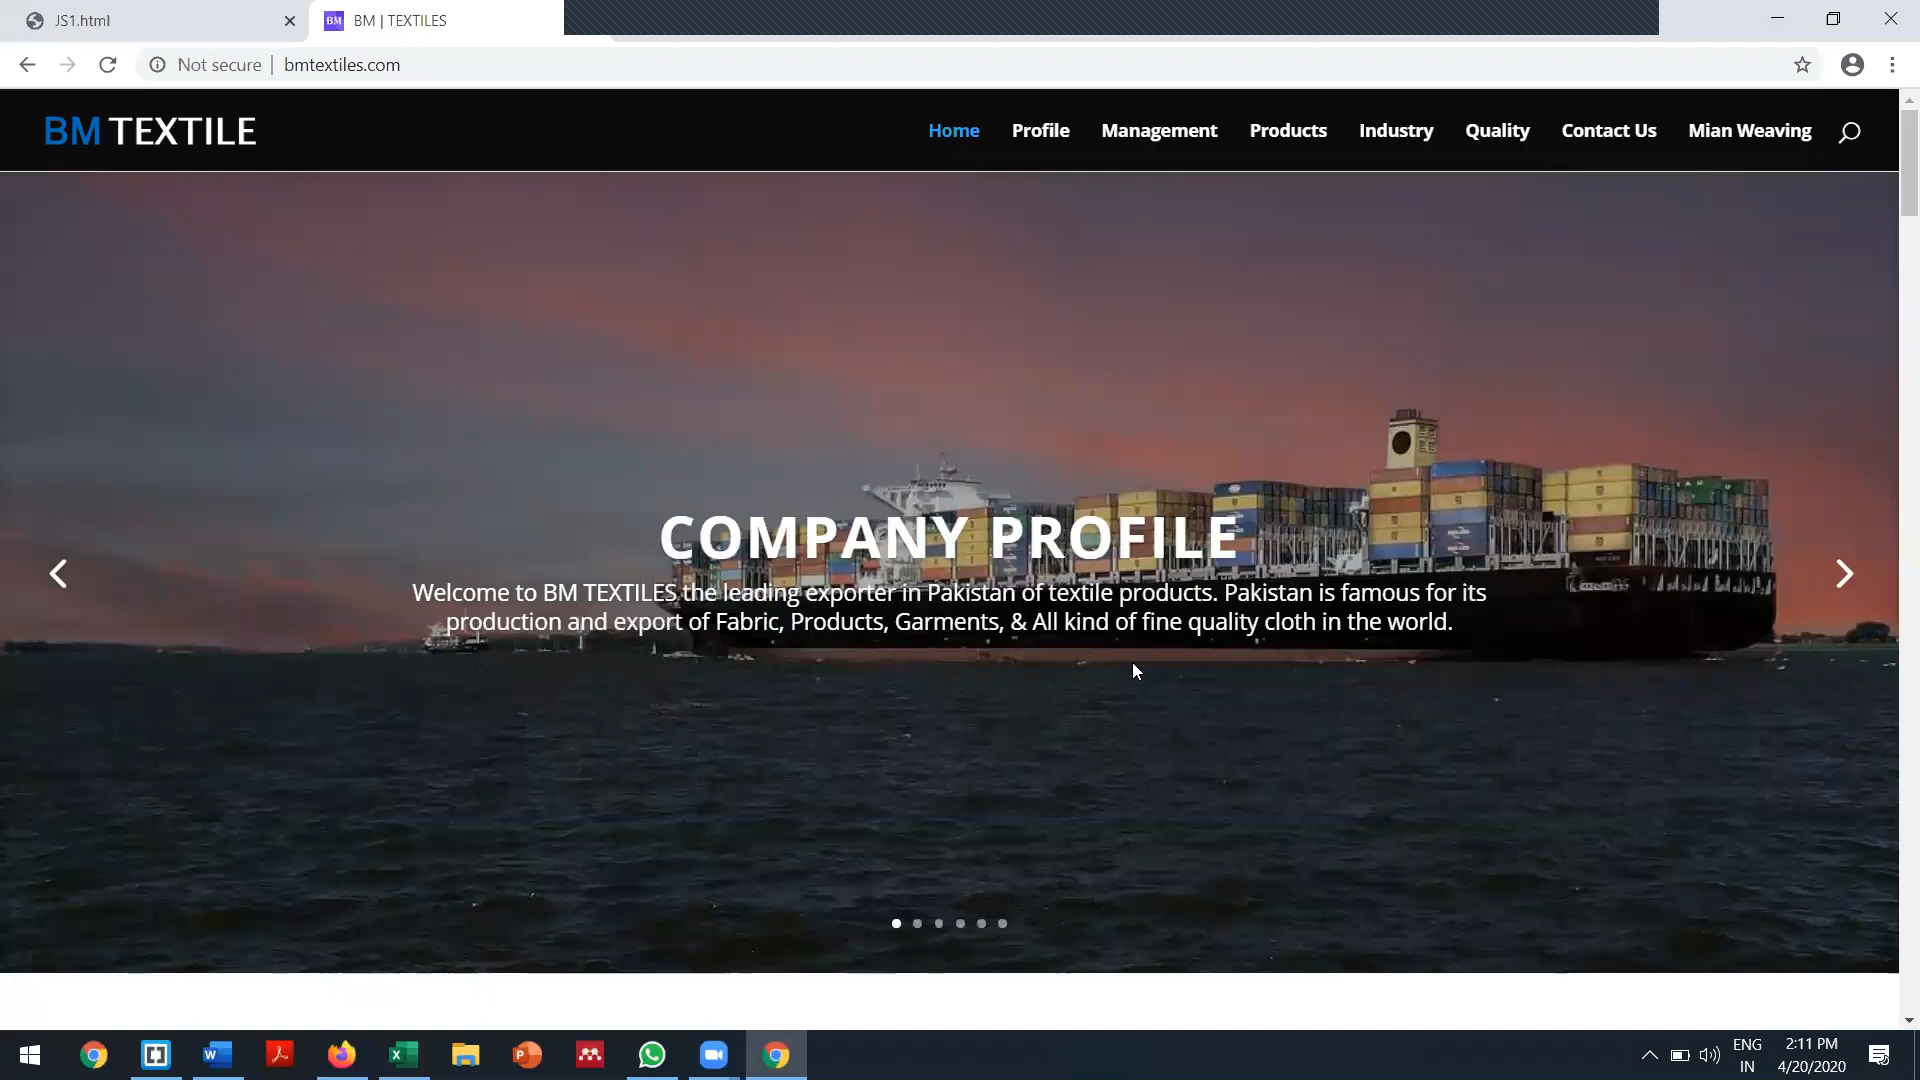 JS1.html
BM BM | TEXTILES
Not secure | bmtextiles.com
BM TEXTILE
Home Profile Management Products Industry Quality Contact Us Mian Weaving
COMPANY PROFILE
Welcome to BM TEXTILES the leading exporter in Pakistan of textile products. Pakistan is famous for its
production and export of Fabric, Products, Garments, & All kind of fine quality cloth in the world.
ENG 2:11 PM
IN 4/20/2020